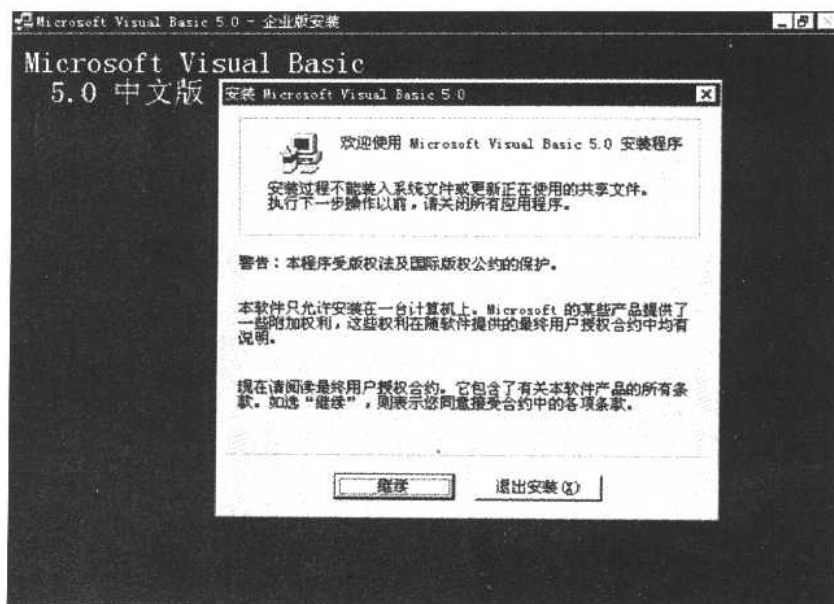 Microsoft Visual Basic 5.0 - 企业版安装
Microsoft Visual Basic
5.0 中文版
安装 Microsoft Visual Basic 5.0
欢迎使用 Microsoft Visual Basic 5.0 安装程序
安装过程不能装入系统文件或更新正在使用的共享文件。
执行下一步操作以前，请关闭所有应用程序。
警告：本程序受版权法及国际版权公约的保护。
本软件只允许安装在一台计算机上。Microsoft 的某些产品提供了
一些附加权利，这些权利在随软件提供的最终用户授权合约中均有
说明。
现在请阅读最终用户授权合约。它包含了有关本软件产品的所有条
款。如选“继续”，则表示您同意接受合约中的各项条款。
继续
退出安装(X)